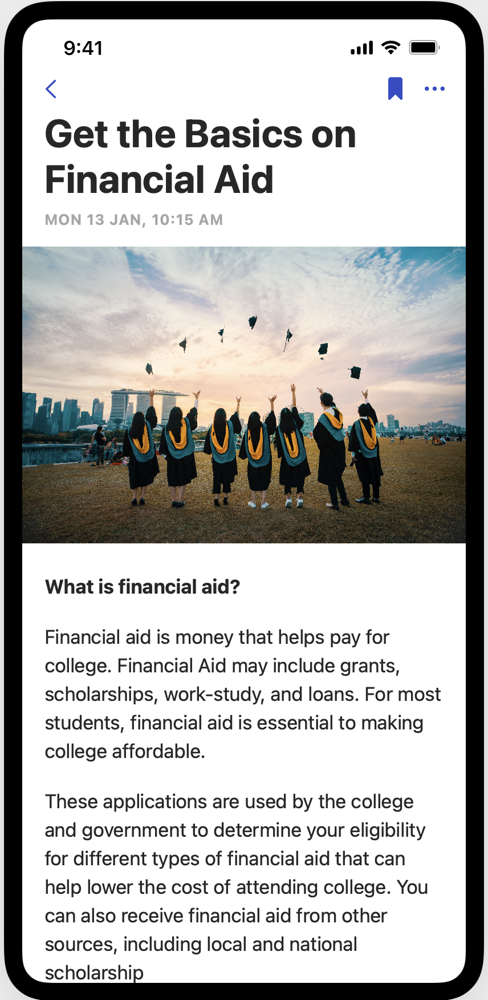 9:41
Get the Basics on
Financial Aid
MON 13 JAN, 10:15 AM
What is financial aid?
Financial aid is money that helps pay for
college. Financial Aid may include grants,
scholarships, work-study, and loans. For most
students, financial aid is essential to making
college affordable.
These applications are used by the college
and government to determine your eligibility
for different types of financial aid that can
help lower the cost of attending college. You
can also receive financial aid from other
sources, including local and national
scholarship